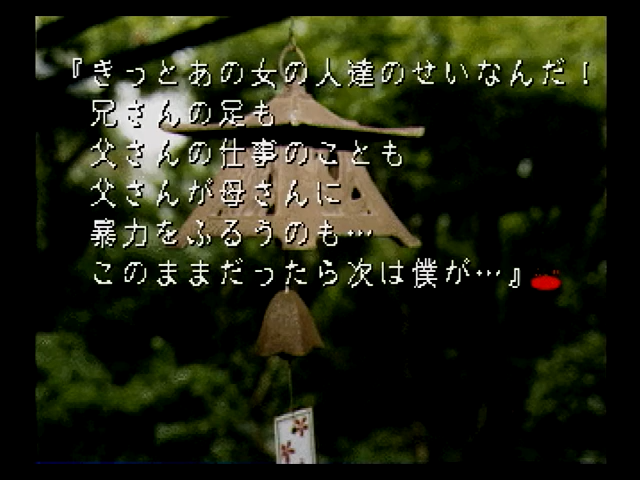 『きっとあの女の人達のせいなんだ!
兄さんの足も
父さんの仕事のことも
父さんが母さんに
暴力をふるうのも…
このままだったら次は僕が…』